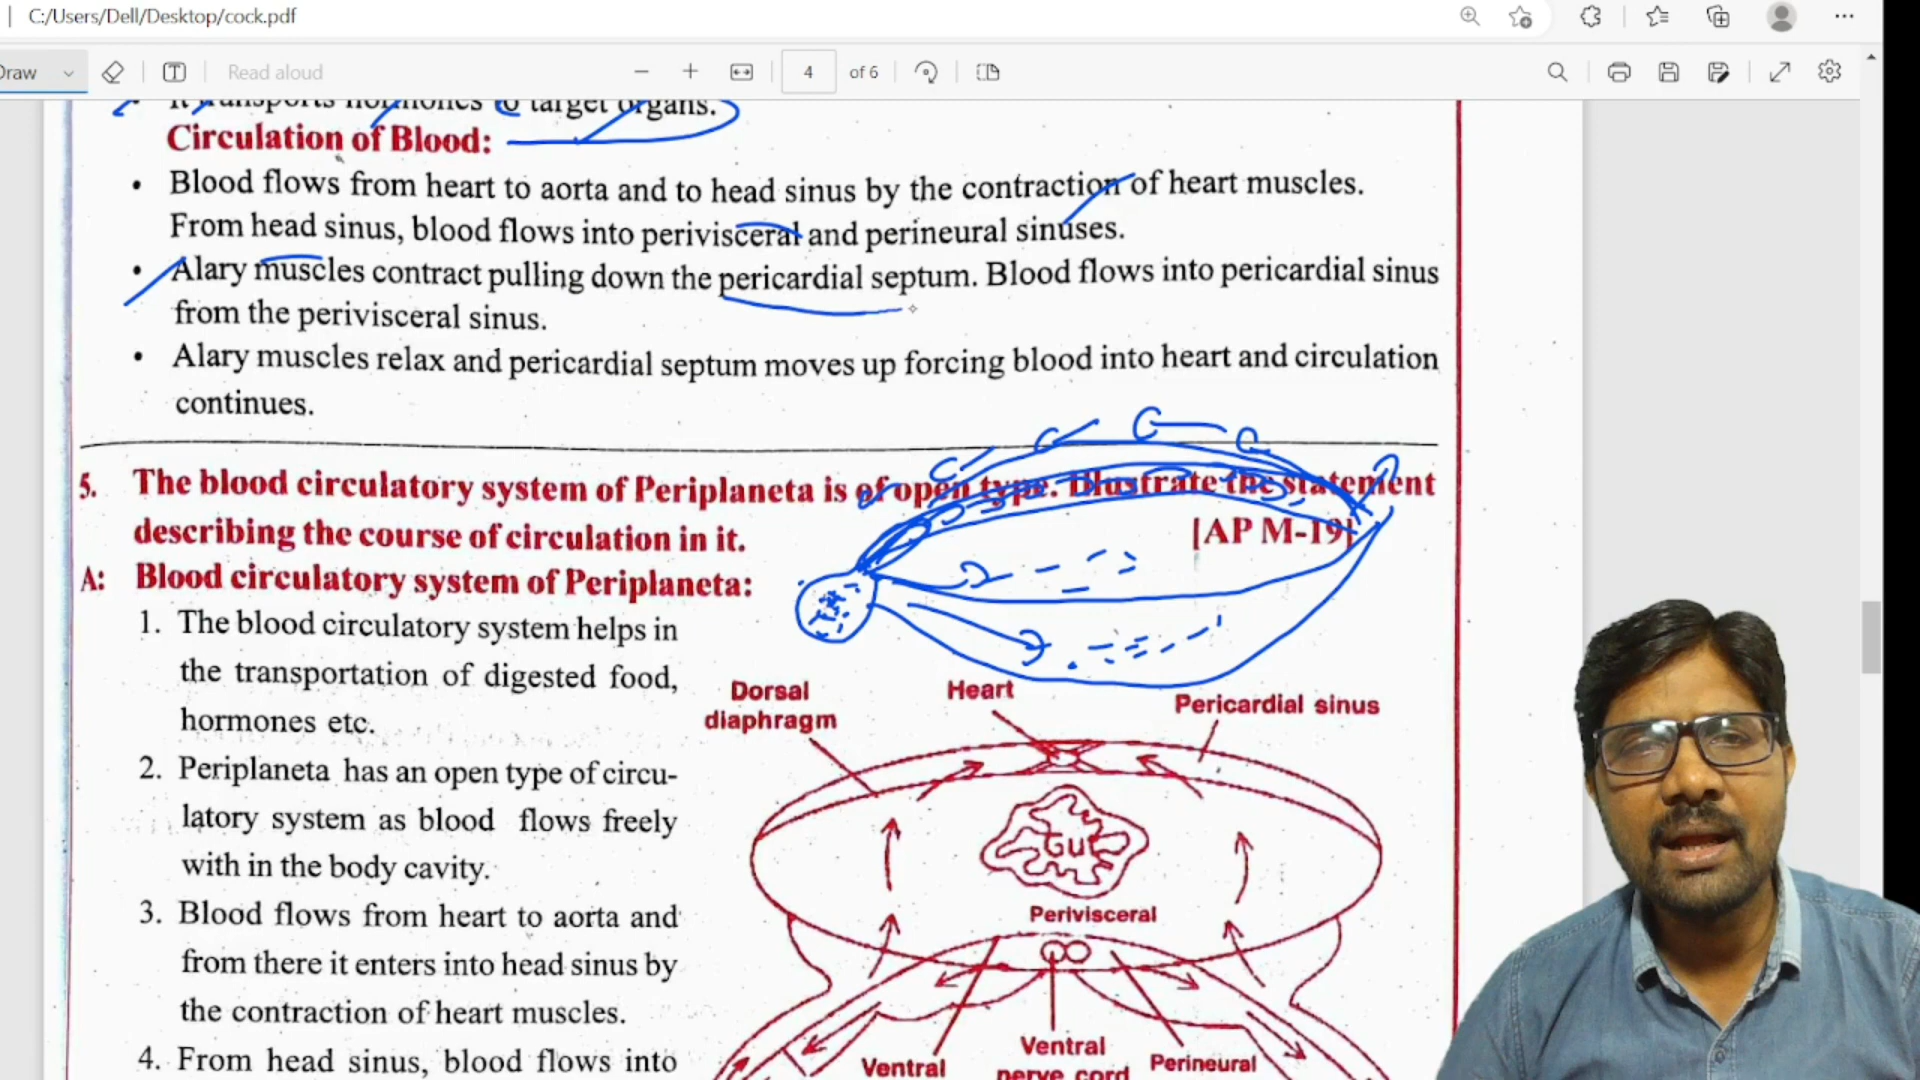 C:/Users/Dell/Desktop/cock.pdf
Draw
Read aloud
4
of 6
It transports hormones to target organs.
Circulation of Blood:
• Blood flows from heart to aorta and to head sinus by the contraction of heart muscles.
From head sinus, blood flows into perivisceral and perineural sinuses.
• Alary muscles contract pulling down the pericardial septum. Blood flows into pericardial sinus
from the perivisceral sinus.
• Alary muscles relax and pericardial septum moves up forcing blood into heart and circulation
continues.
5. The blood circulatory system of Periplaneta is of open type. Illustrate the statement
describing the course of circulation in it.
[AP M-19]
A: Blood circulatory system of Periplaneta:
1. The blood circulatory system helps in
the transportation of digested food,
hormones etc.
2. Periplaneta has an open type of circu-
latory system as blood flows freely
with in the body cavity.
3. Blood flows from heart to aorta and
from there it enters into head sinus by
the contraction of heart muscles.
4. From head sinus, blood flows into
Dorsal
diaphragm
Heart
Pericardial sinus
Gut
Perivisceral
Ventral
Ventral
nerve cord
Perineural